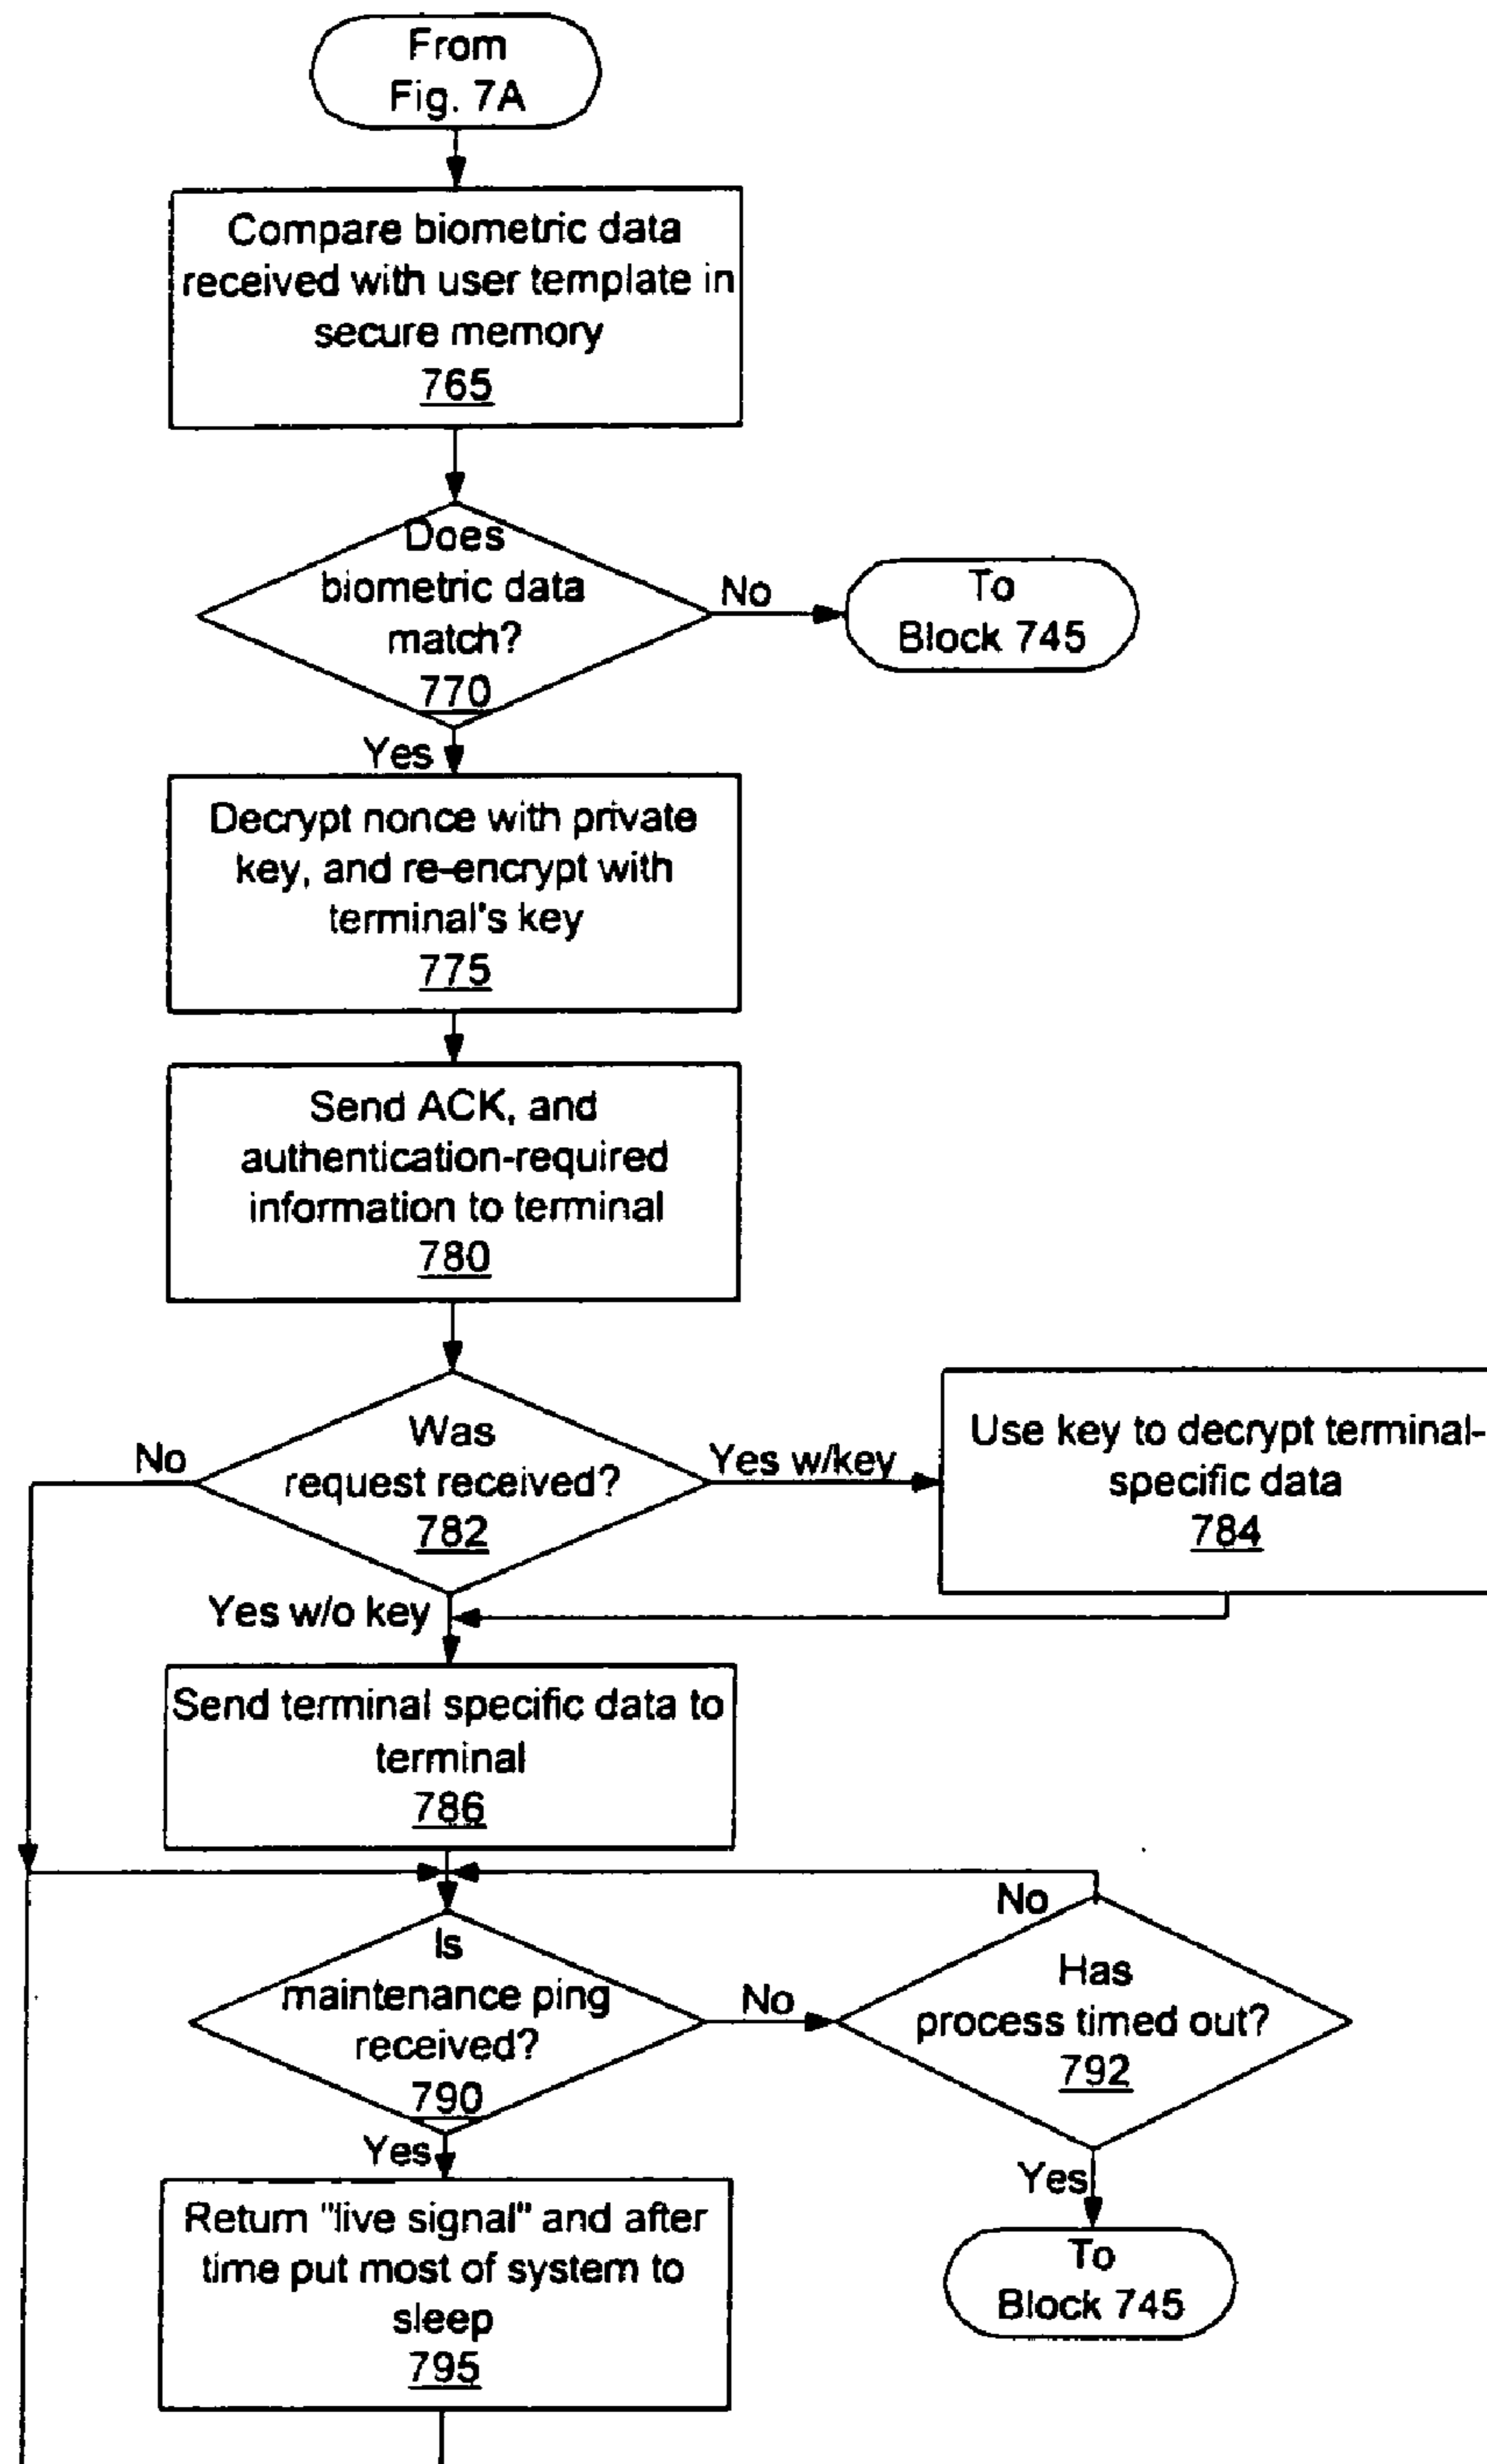 From
Fig. 7A
Compare biometric data
received with user template in
secure memory
765
Does
biometric data
match?
770
No
To
Block 745
Yes
Decrypt nonce with private
key, and re-encrypt with
terminal's key
775
Send ACK, and
authentication-required
information to terminal
780
Was
request received?
782
No
Yes w/key
Use key to decrypt terminal-
specific data
784
Yes w/o key
Send terminal specific data to
terminal
786
Is
maintenance ping
received?
790
No
No
Has
process timed out?
792
Yes
Yes
To
Block 745
Return "live signal" and after
time put most of system to
sleep
795